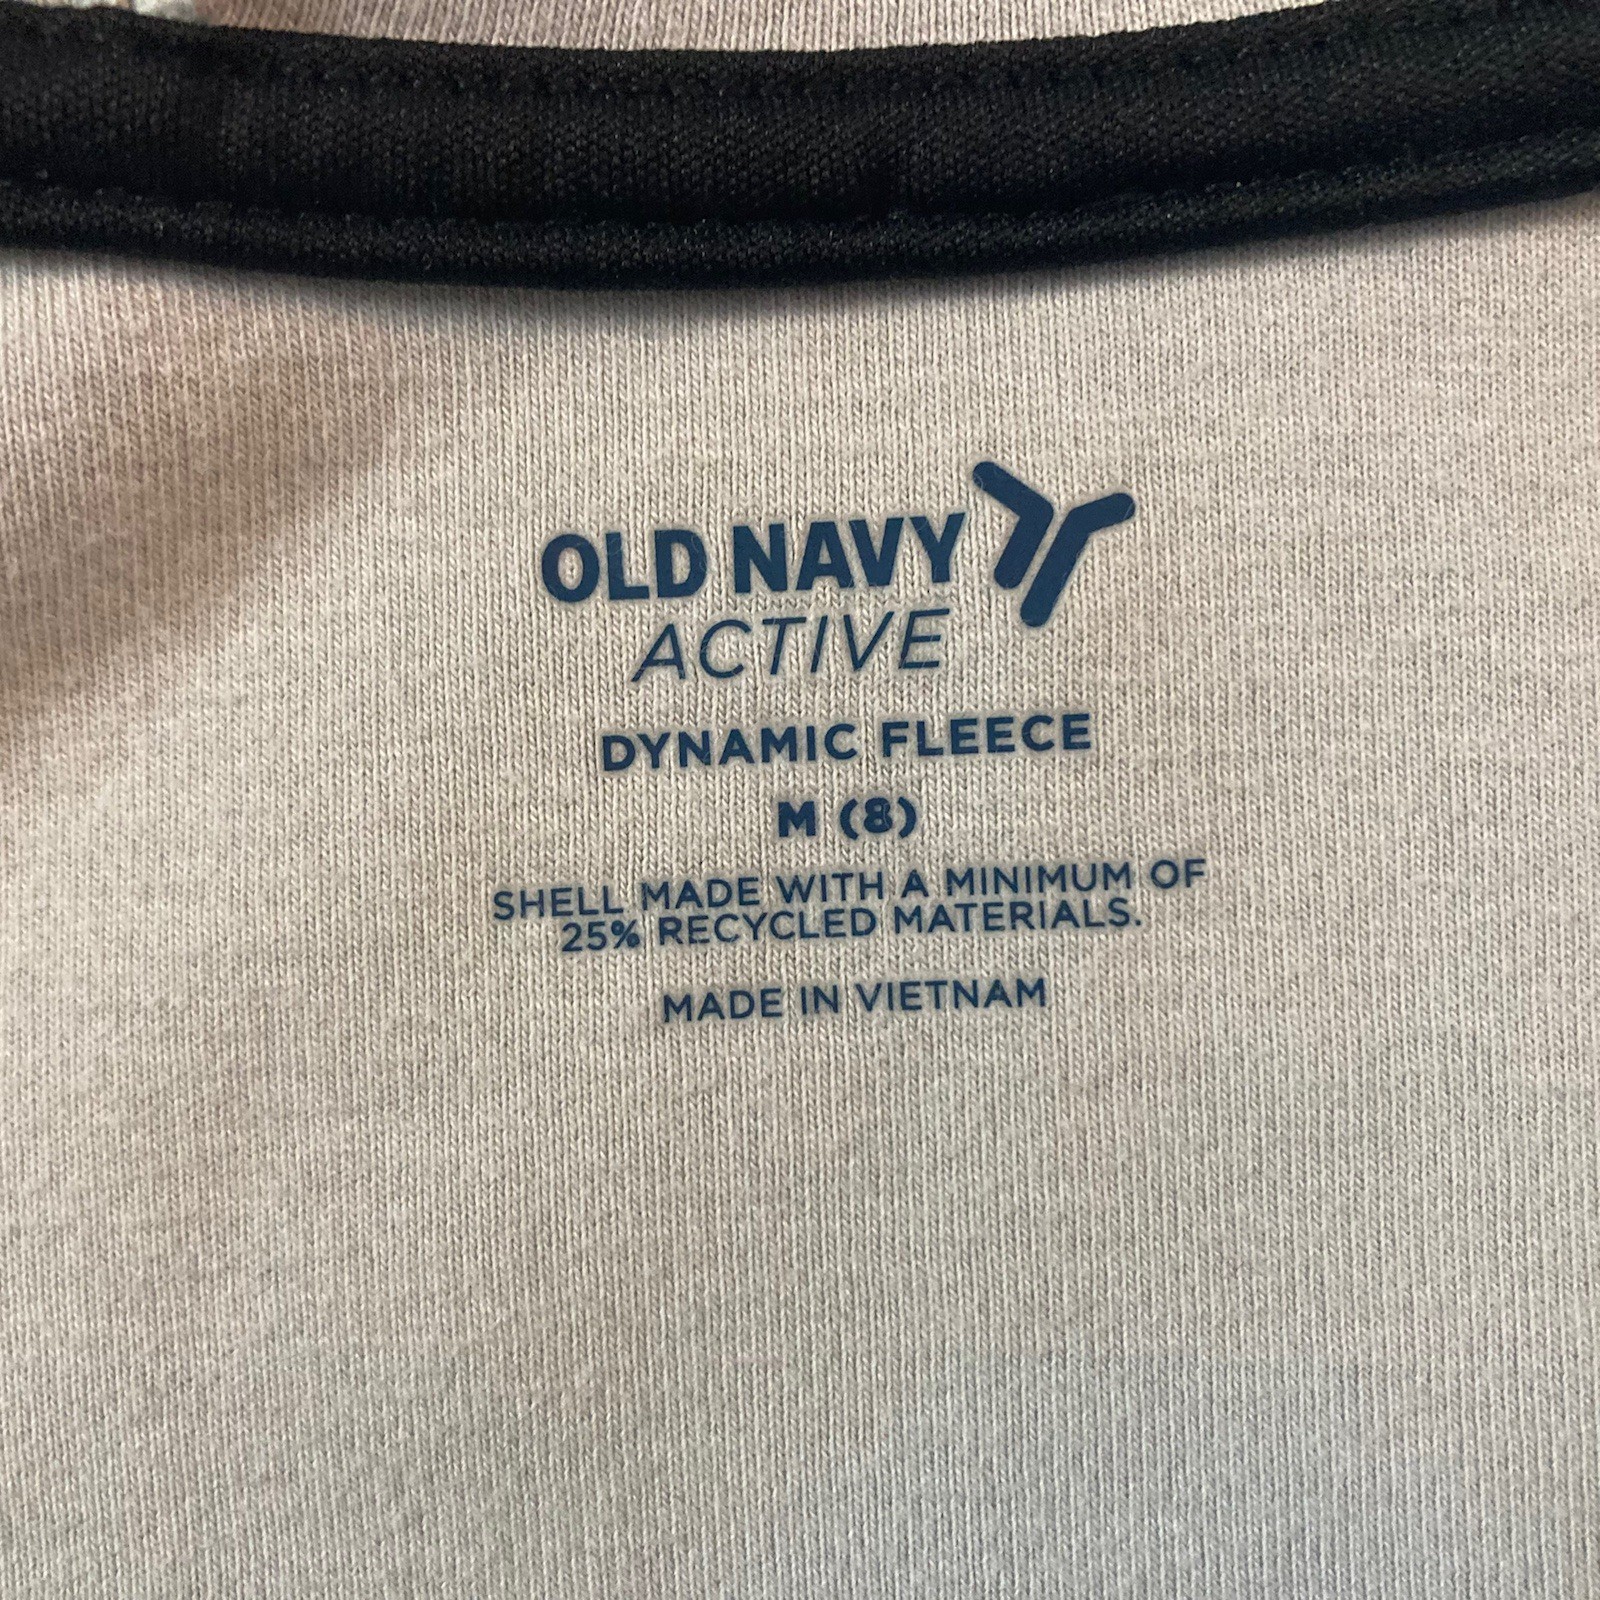 OLD NAVY
ACTIVE
DYNAMIC FLEECE
M (8)
SHELL MADE WITH A MINIMUM OF
25% RECYCLED MATERIALS.
MADE IN VIETNAM